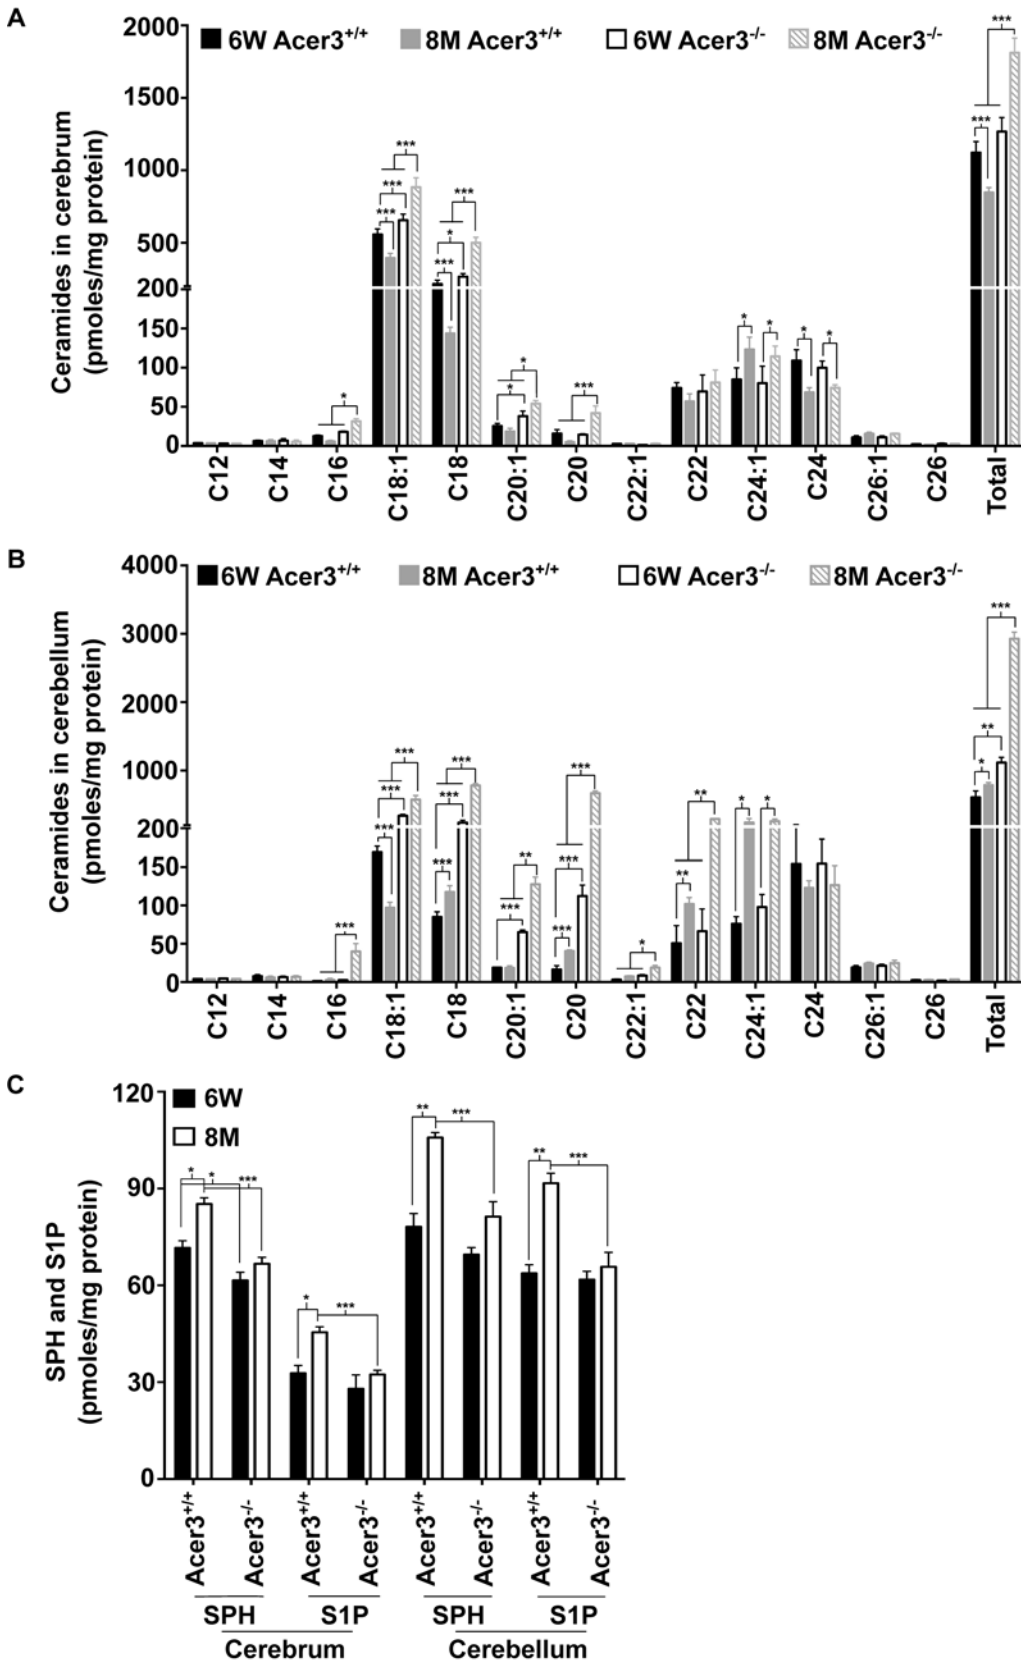 A
2000
6W Acer3+/+ 8M Acer3+/+ 6W Acer3-/- 8M Acer3-/-
***
1500
Ceramides in cerebrum
(pmoles/mg protein)
***
1000
*** ***
*** *
*** ***
500
200
150
* * * *
100
* * ***
50
*
0
C12 C14 C16 C18:1 C18 C20:1 C20 C22:1 C22 C24:1 C24 C26:1 C26 Total
B
4000
6W Acer3+/+ 8M Acer3+/+ 6W Acer3-/- 8M Acer3-/-
***
3000
Ceramides in cerebellum
(pmoles/mg protein)
2000
**
*
1000
*** *** ***
*** *** ** * *
200
***
150
*** ** *** **
100
*** *** ***
50
*
0
C12 C14 C16 C18:1 C18 C20:1 C20 C22:1 C22 C24:1 C24 C26:1 C26 Total
C
120
6W
8M
** ***
** ***
* * ***
90
SPH and S1P
(pmoles/mg protein)
60
* ***
30
0
Acer3+/+ Acer3-/- Acer3+/+ Acer3-/- Acer3+/+ Acer3-/- Acer3+/+ Acer3-/-
SPH S1P SPH S1P
Cerebrum Cerebellum